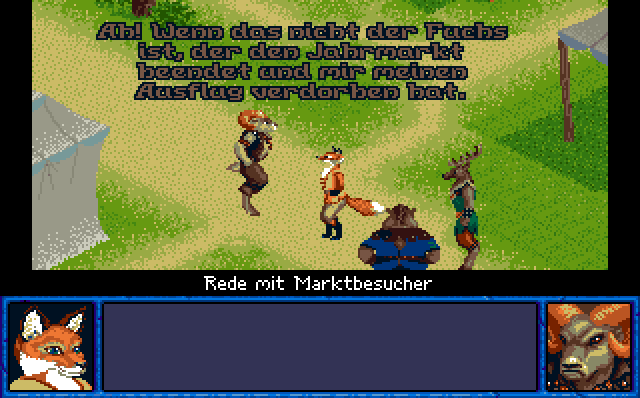 Ah! Wenn das nicht der Fuchs
ist, der den Jahrmarkt
beendet und mir meinen
Ausflug verdorben hat.
Rede mit Marktbesucher